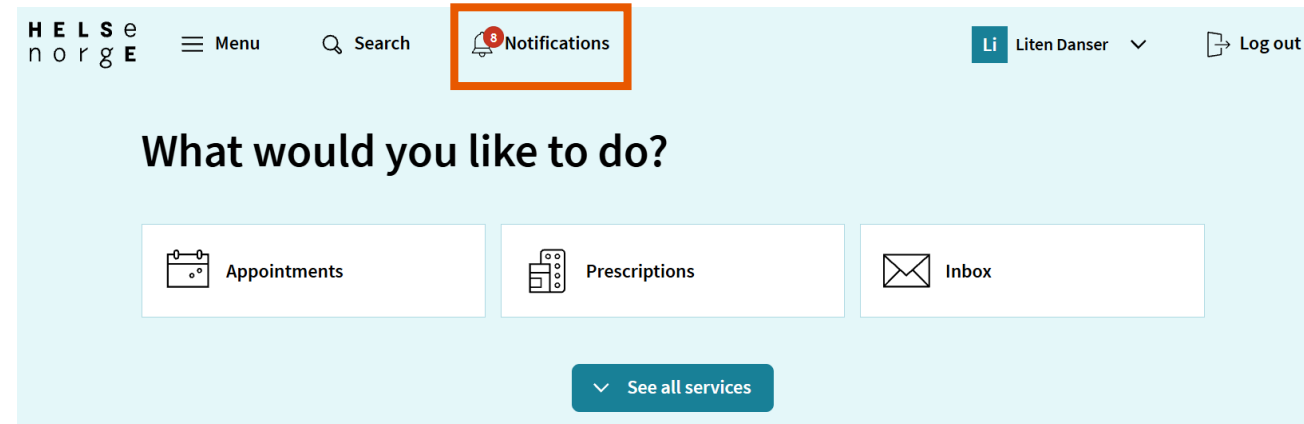 HELSe
norgE
Menu
Search
8
Notifications
Li
Liten Danser
Log out
What would you like to do?
Appointments
Prescriptions
Inbox
See all services